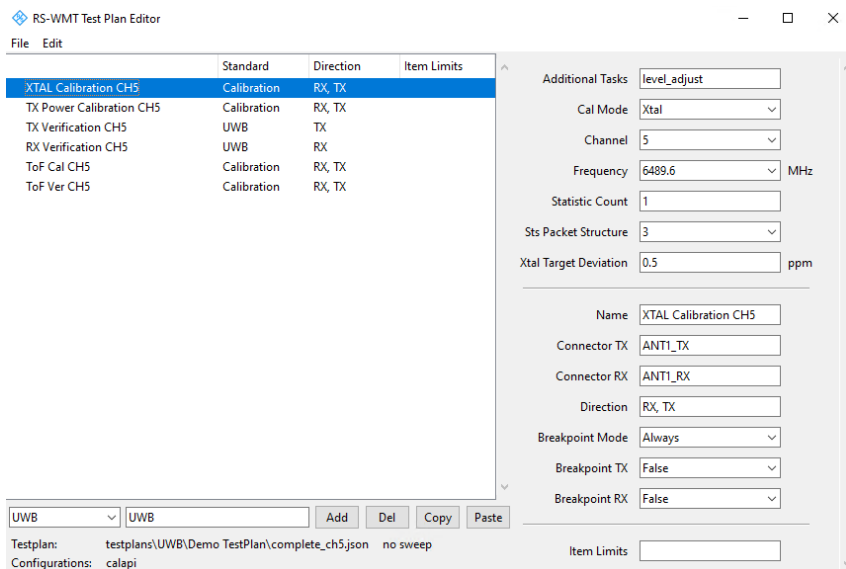 RS-WMT Test Plan Editor
File Edit
Standard Direction Item Limits
XTAL Calibration CH5 Calibration RX, TX
TX Power Calibration CH5 Calibration RX, TX
TX Verification CH5 UWB TX
RX Verification CH5 UWB RX
ToF Cal CH5 Calibration RX, TX
ToF Ver CH5 Calibration RX, TX
UWB UWB Add Del Copy Paste
Testplan: testplans\UWB\Demo TestPlan\complete_ch5.json no sweep
Configurations: calapi
Additional Tasks level_adjust
Cal Mode Xtal
Channel 5
Frequency 6489.6 MHz
Statistic Count 1
Sts Packet Structure 3
Xtal Target Deviation 0.5 ppm
Name XTAL Calibration CH5
Connector TX ANT1_TX
Connector RX ANT1_RX
Direction RX, TX
Breakpoint Mode Always
Breakpoint TX False
Breakpoint RX False
Item Limits